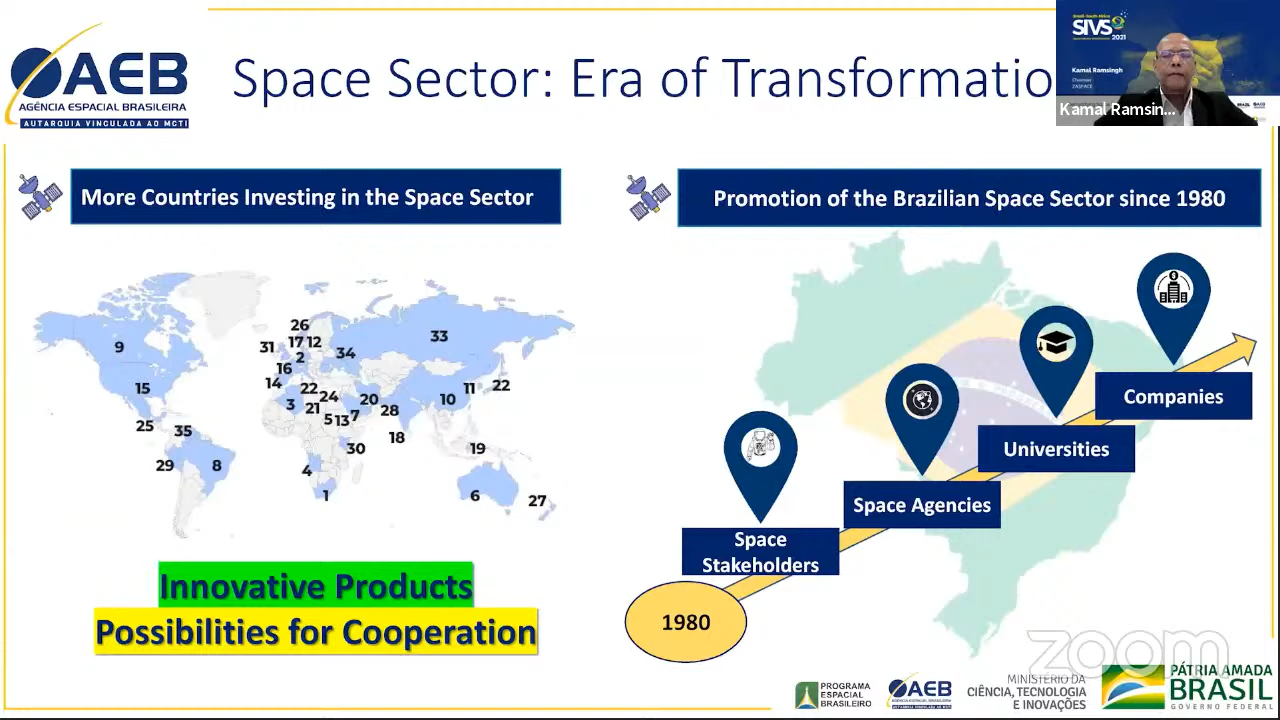 AEB
AGÊNCIA ESPACIAL BRASILEIRA
AUTARQUIA VINCULADA AO MCTI
Space Sector: Era of Transformatio
Brazil-South Africa
SIVS
2021
Kamal Ramsingh
Chairman
ZASPACE
Kamal Ramsin...
More Countries Investing in the Space Sector
Promotion of the Brazilian Space Sector since 1980
26
17 12
31
2
34
33
9
16
15
14
22
24
20
11
22
3
21
10
5
13
7
28
25
35
18
30
19
29
8
4
1
6
27
Companies
Universities
Space Agencies
Space
Stakeholders
1980
Innovative Products
Possibilities for Cooperation
zoom
PROGRAMA
ESPACIAL
BRASILEIRO
AEB
MINISTÉRIO DA
CIÊNCIA, TECNOLOGIA
E INOVAÇÕES
PÁTRIA AMADA
BRASIL
GOVERNO FEDERAL